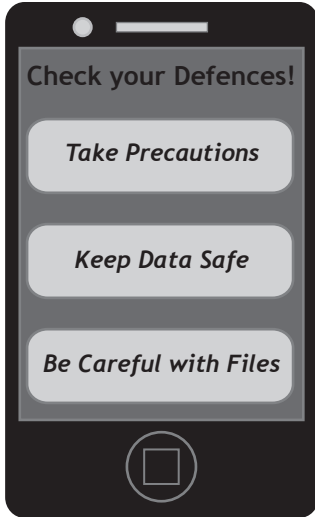 Check your Defences!
Take Precautions
Keep Data Safe
Be Careful with Files